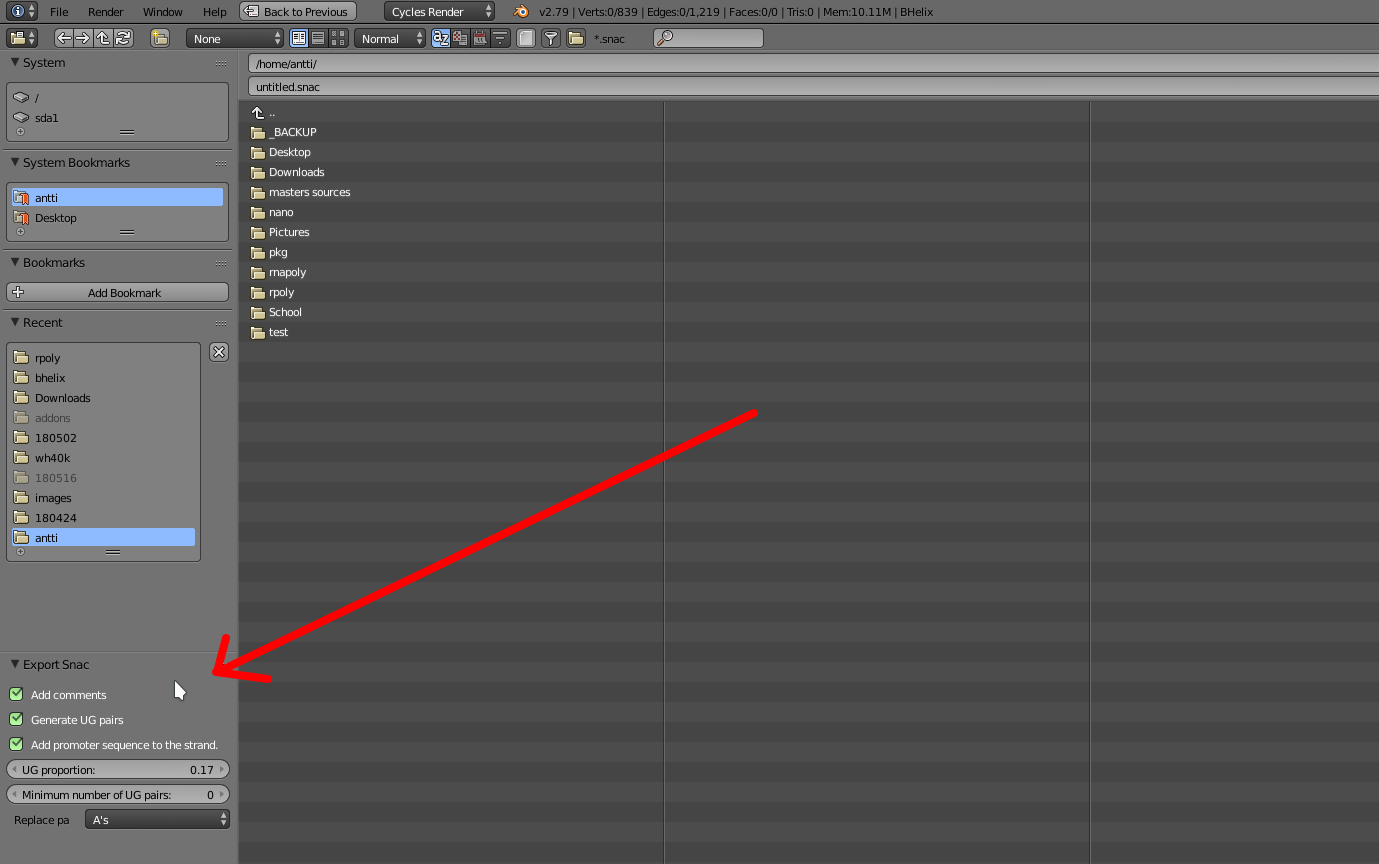 File Render Window Help Back to Previous Cycles Render v2.79 | Verts:0/839 | Edges:0/1,219 | Faces:0/0 | Tris:0 | Mem:10.11M | BHelix
None Normal *.snac
System
/
sda1
System Bookmarks
antti
Desktop
Bookmarks
Add Bookmark
Recent
rpoly
bhelix
Downloads
addons
180502
wh40k
180516
images
180424
antti
Export Snac
Add comments
Generate UG pairs
Add promoter sequence to the strand.
UG proportion: 0.17
Minimum number of UG pairs: 0
Replace pa A's
/home/antti/
untitled.snac
..
_BACKUP
Desktop
Downloads
masters sources
nano
Pictures
pkg
rnapoly
rpoly
School
test